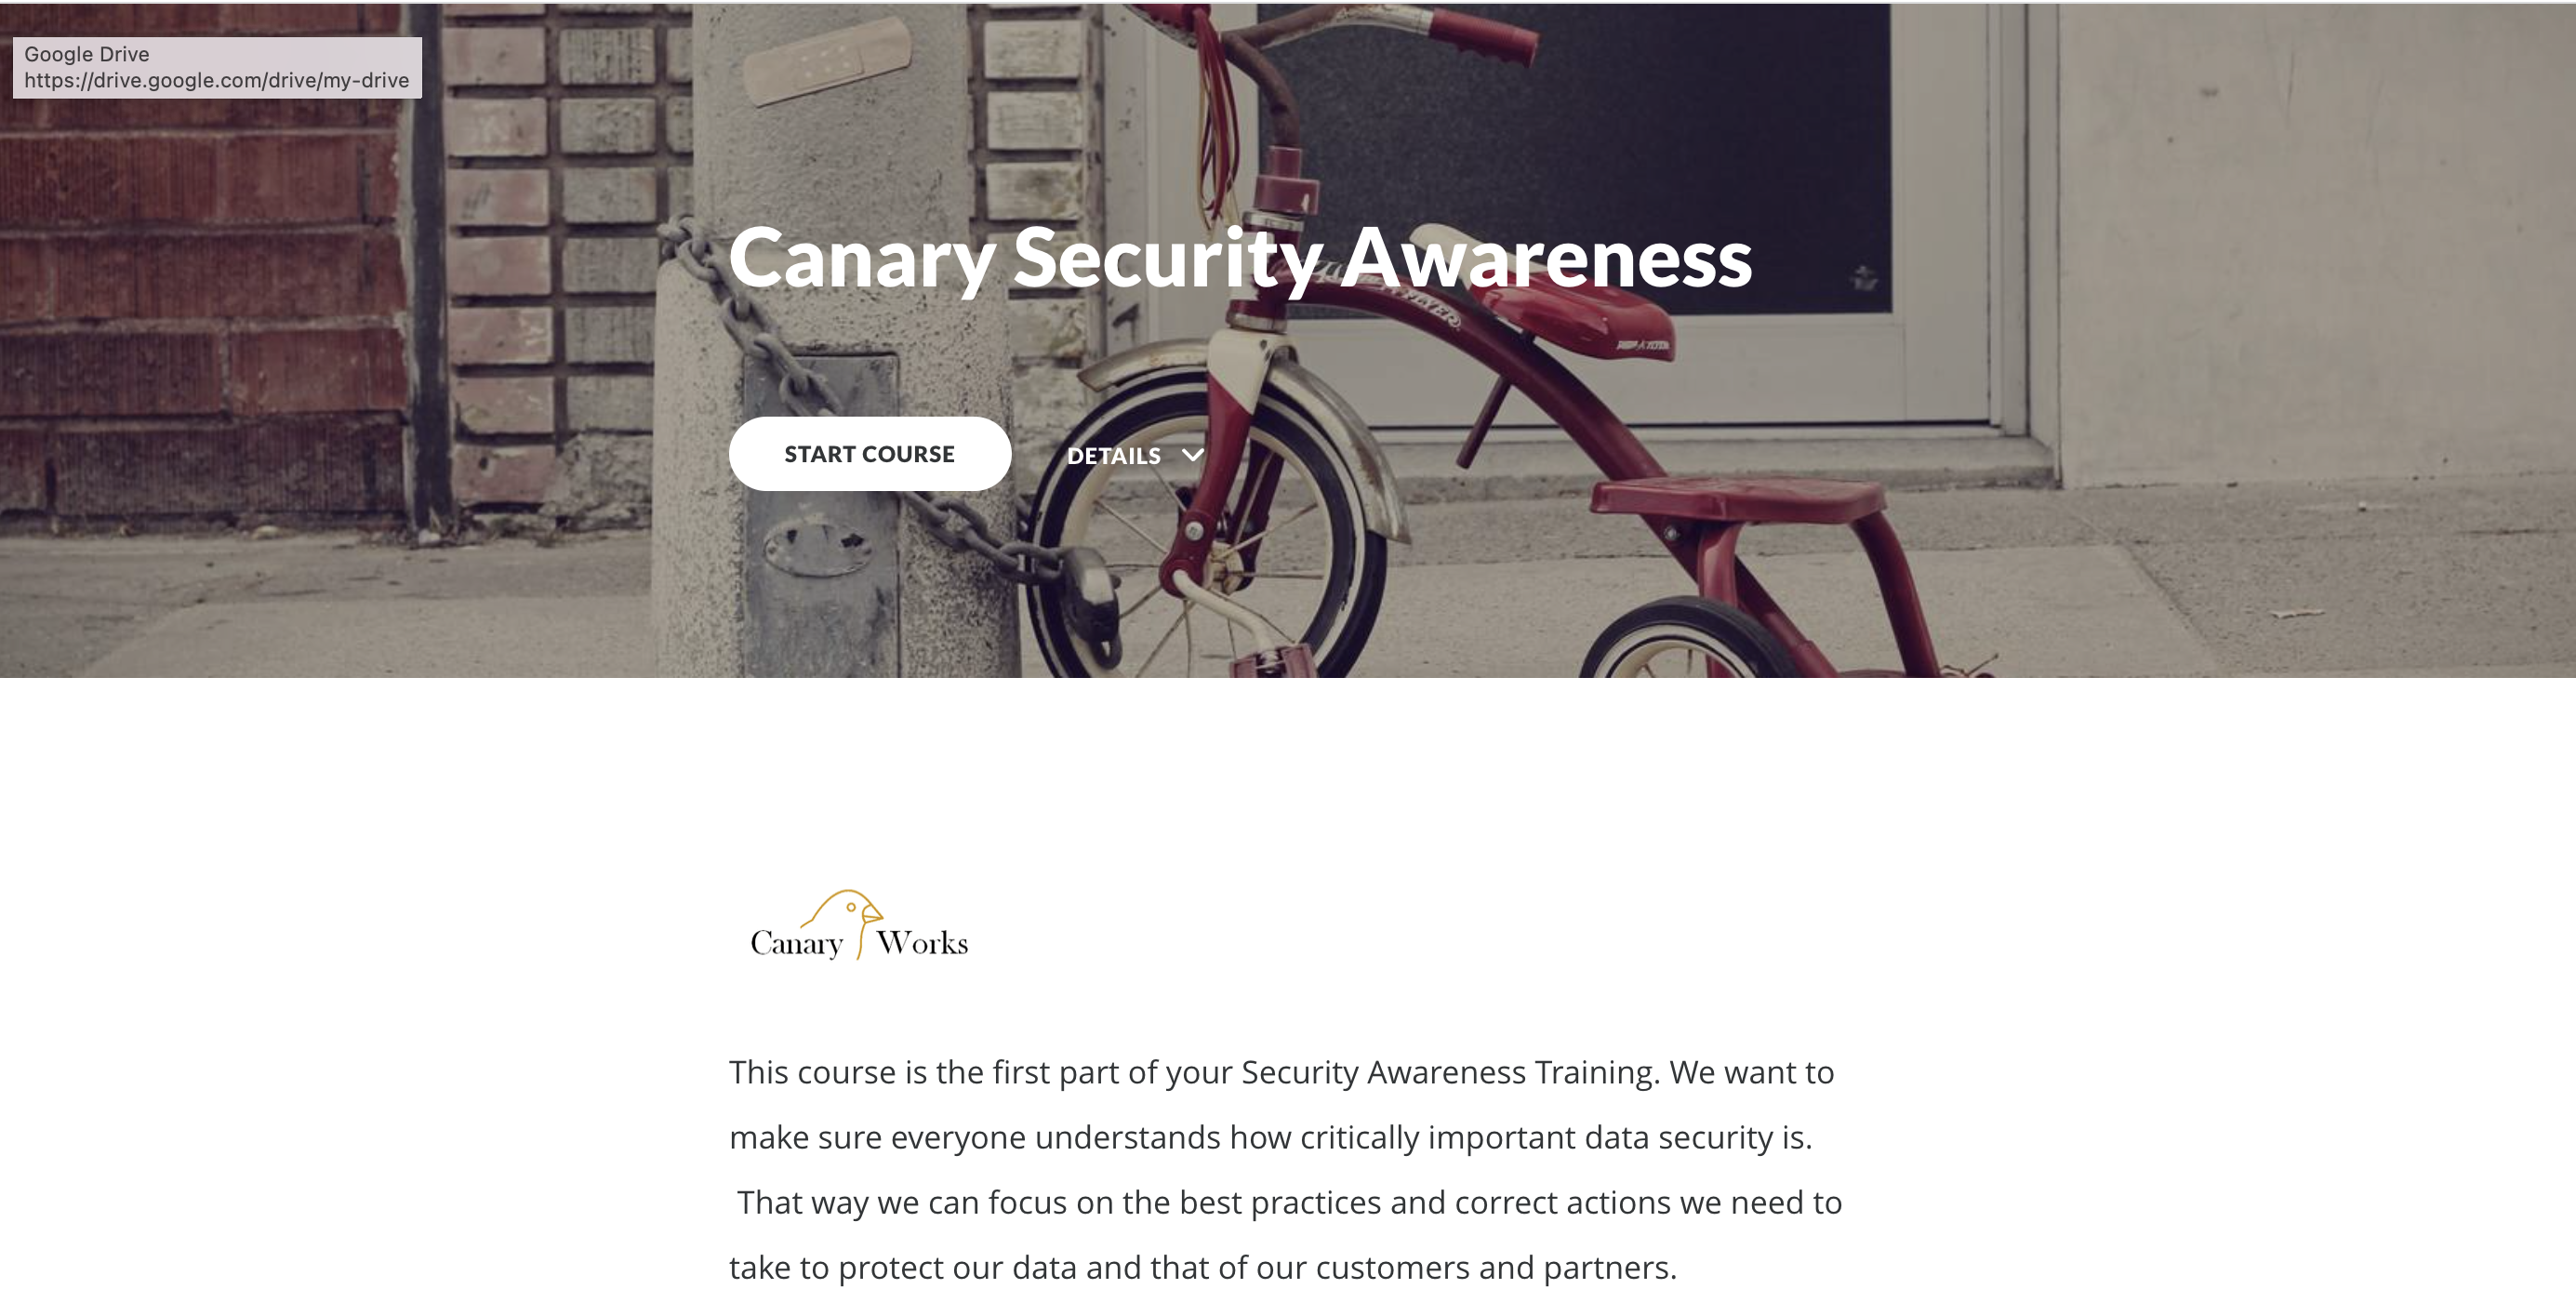 Google Drive
https://drive.google.com/drive/my-drive
Canary Security Awareness
START COURSE
DETAILS
Canary Works
This course is the first part of your Security Awareness Training. We want to
make sure everyone understands how critically important data security is.
That way we can focus on the best practices and correct actions we need to
take to protect our data and that of our customers and partners.